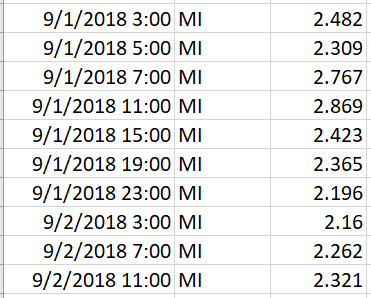 9/1/2018 3:00 MI 2.482
9/1/2018 5:00 MI 2.309
9/1/2018 7:00 MI 2.767
9/1/2018 11:00 MI 2.869
9/1/2018 15:00 MI 2.423
9/1/2018 19:00 MI 2.365
9/1/2018 23:00 MI 2.196
9/2/2018 3:00 MI 2.16
9/2/2018 7:00 MI 2.262
9/2/2018 11:00 MI 2.321